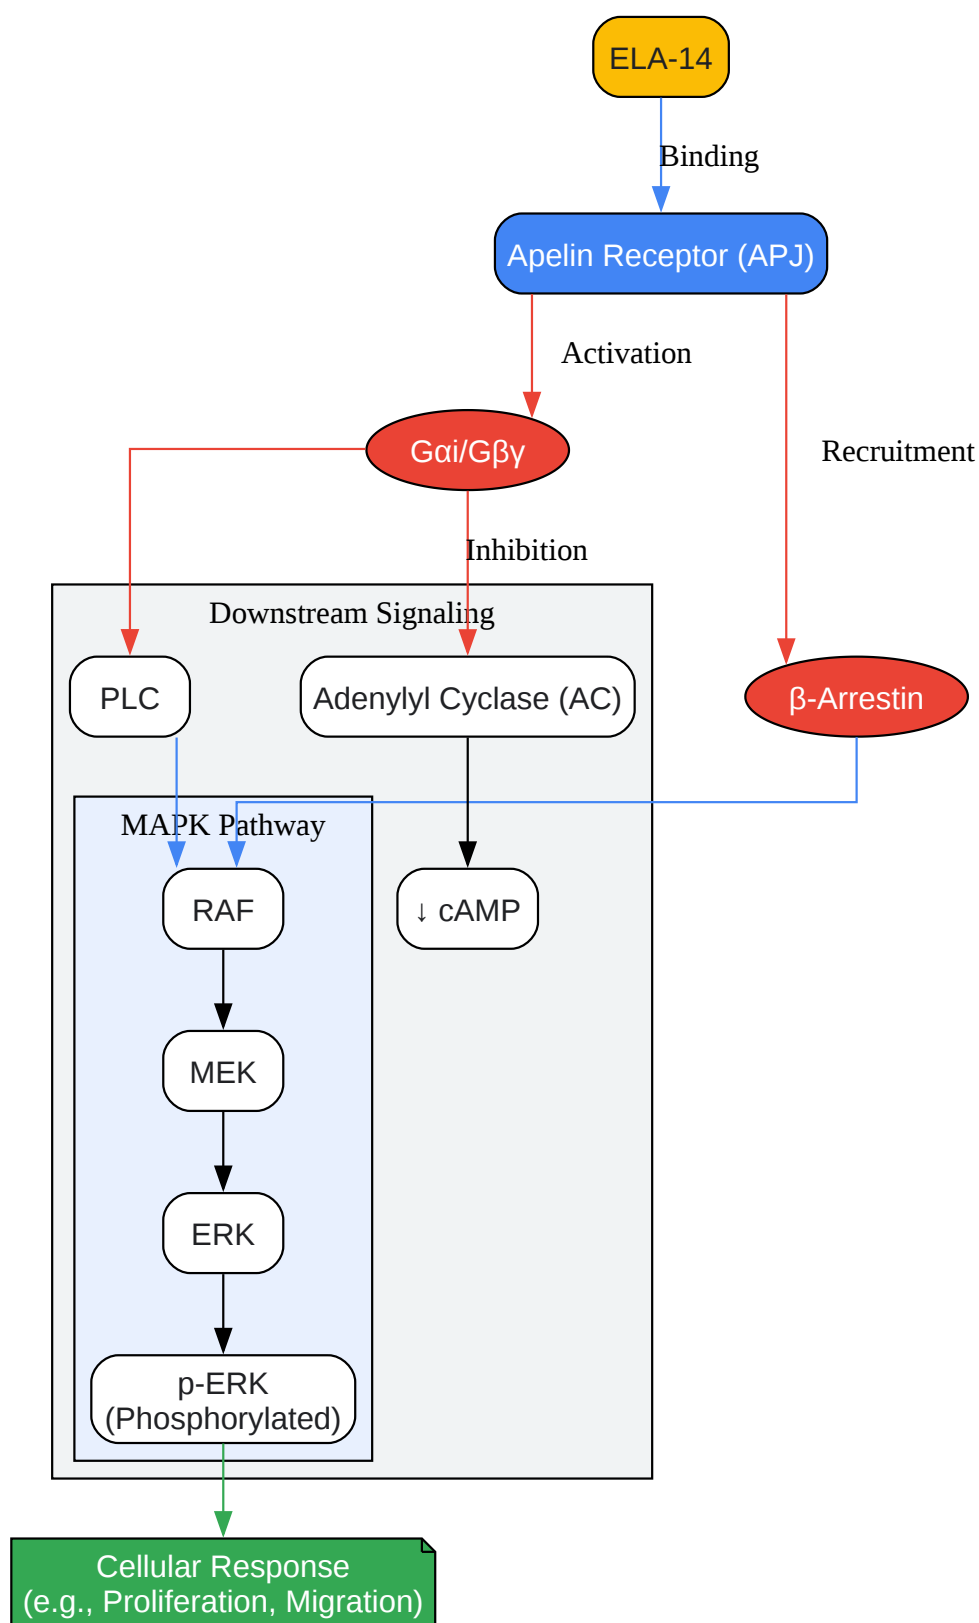 ELA-14
Binding
Apelin Receptor (APJ)
Activation
Gαi/Gβγ
Recruitment
Inhibition
Downstream Signaling
PLC
Adenylyl Cyclase (AC)
β-Arrestin
MAPK Pathway
RAF
↓ cAMP
MEK
ERK
p-ERK
(Phosphorylated)
Cellular Response
(e.g., Proliferation, Migration)